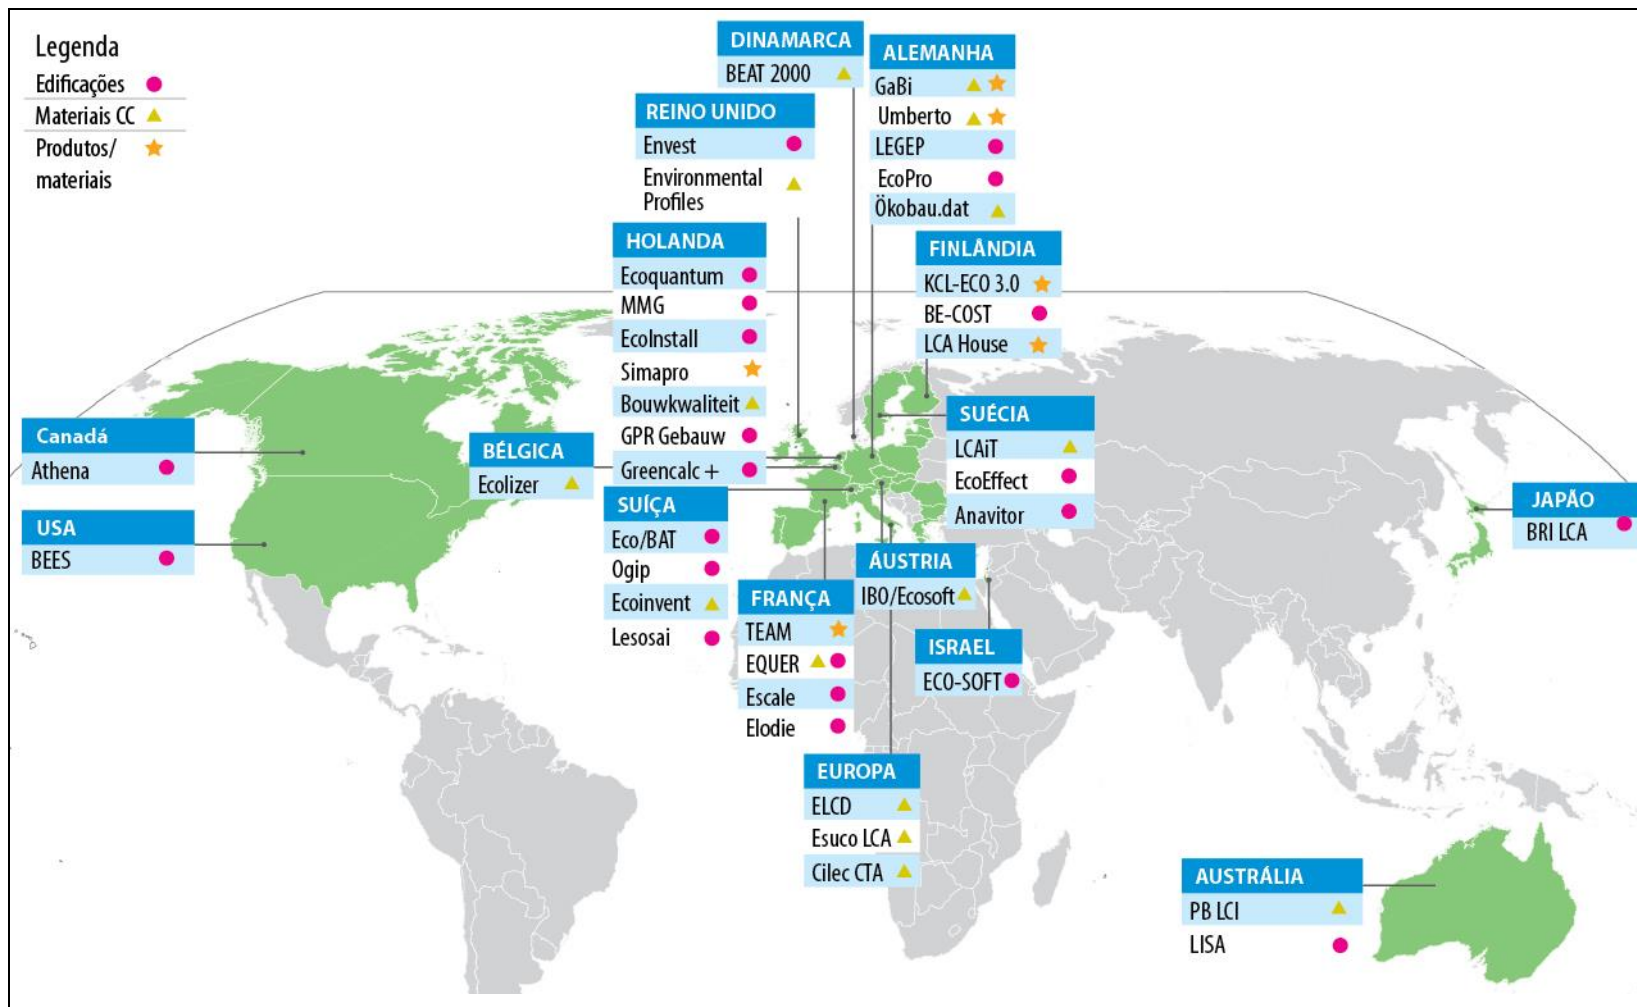 Legenda
Edificações
Materiais CC
Produtos/
materiais
DINAMARCA
BEAT 2000
ALEMANHA
GaBi
Umberto
LEGEP
EcoPro
Ökobau.dat
REINO UNIDO
Envest
Environmental
Profiles
HOLANDA
Ecoquantum
MMG
EcoInstall
Simapro
Bouwkwaliteit
GPR Gebauw
Greencalc +
FINLÂNDIA
KCL-ECO 3.0
BE-COST
LCA House
SUÉCIA
LCAiT
EcoEffect
Anavitor
Canadá
Athena
BÉLGICA
Ecolizer
USA
BEES
SUÍÇA
Eco/BAT
Ogip
Ecoinvent
Lesosai
JAPÃO
BRI LCA
ÁUSTRIA
IBO/Ecosoft
FRANÇA
TEAM
EQUER
Escale
Elodie
ISRAEL
ECO-SOFT
EUROPA
ELCD
Esuco LCA
Cilec CTA
AUSTRÁLIA
PB LCI
LISA